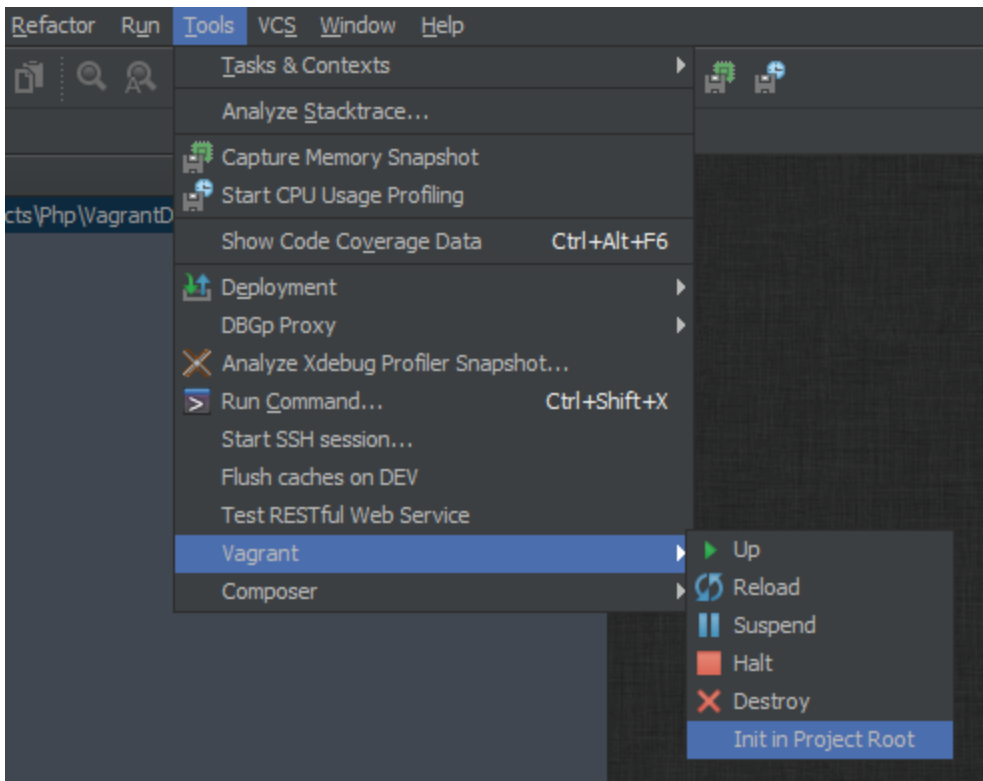 Refactor Run Tools VCS Window Help
Tasks & Contexts
Analyze Stacktrace...
Capture Memory Snapshot
Start CPU Usage Profiling
cts\Php\VagrantD
Show Code Coverage Data Ctrl+Alt+F6
Deployment
DBGp Proxy
Analyze Xdebug Profiler Snapshot...
Run Command... Ctrl+Shift+X
Start SSH session...
Flush caches on DEV
Test RESTful Web Service
Vagrant
Composer
Up
Reload
Suspend
Halt
Destroy
Init in Project Root